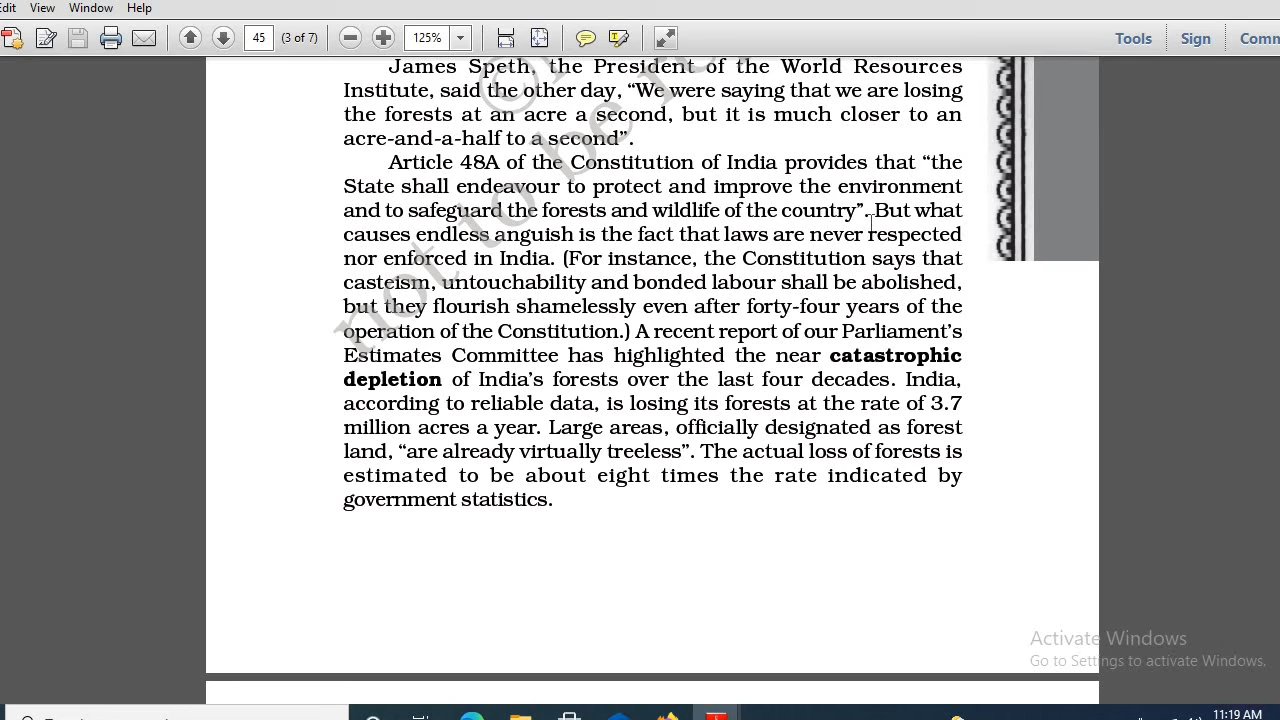 dit View Window Help
45 (3 of 7) 125% Tools Sign Comm
James Speth, the President of the World Resources
Institute, said the other day, “We were saying that we are losing
the forests at an acre a second, but it is much closer to an
acre-and-a-half to a second”.
Article 48A of the Constitution of India provides that “the
State shall endeavour to protect and improve the environment
and to safeguard the forests and wildlife of the country”. But what
causes endless anguish is the fact that laws are never respected
nor enforced in India. (For instance, the Constitution says that
casteism, untouchability and bonded labour shall be abolished,
but they flourish shamelessly even after forty-four years of the
operation of the Constitution.) A recent report of our Parliament’s
Estimates Committee has highlighted the near catastrophic
depletion of India’s forests over the last four decades. India,
according to reliable data, is losing its forests at the rate of 3.7
million acres a year. Large areas, officially designated as forest
land, “are already virtually treeless”. The actual loss of forests is
estimated to be about eight times the rate indicated by
government statistics.
not to be re
Activate Windows
Go to Settings to activate Windows.
11:19 AM